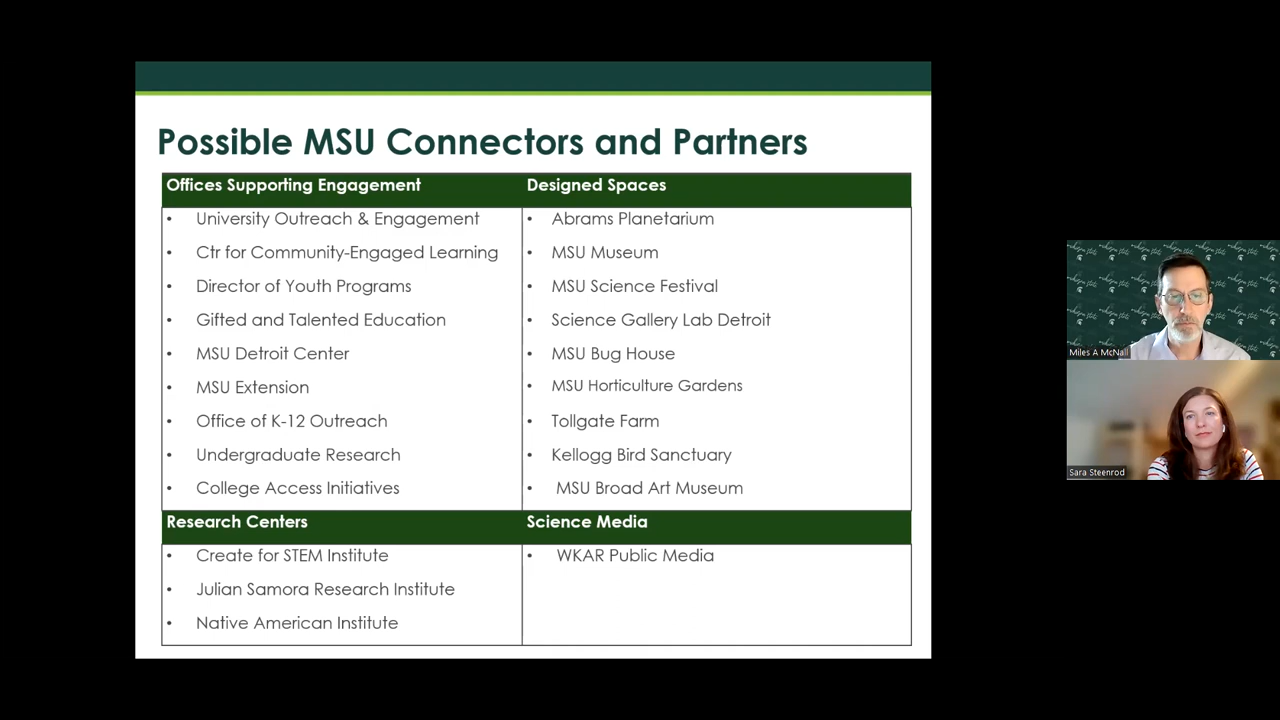 Possible MSU Connectors and Partners
Offices Supporting Engagement
• University Outreach & Engagement
• Ctr for Community-Engaged Learning
• Director of Youth Programs
• Gifted and Talented Education
• MSU Detroit Center
• MSU Extension
• Office of K-12 Outreach
• Undergraduate Research
• College Access Initiatives
Designed Spaces
• Abrams Planetarium
• MSU Museum
• MSU Science Festival
• Science Gallery Lab Detroit
• MSU Bug House
• MSU Horticulture Gardens
• Tollgate Farm
• Kellogg Bird Sanctuary
• MSU Broad Art Museum
Research Centers
• Create for STEM Institute
• Julian Samora Research Institute
• Native American Institute
Science Media
• WKAR Public Media
Miles A McNall
Sara Steenrod